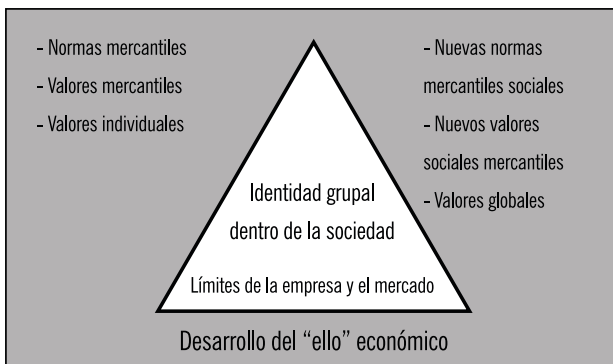 - Normas mercantiles
- Valores mercantiles
- Valores individuales
- Nuevas normas
mercantiles sociales
- Nuevos valores
sociales mercantiles
- Valores globales
Identidad grupal
dentro de la sociedad
Límites de la empresa y el mercado
Desarrollo del “ello” económico